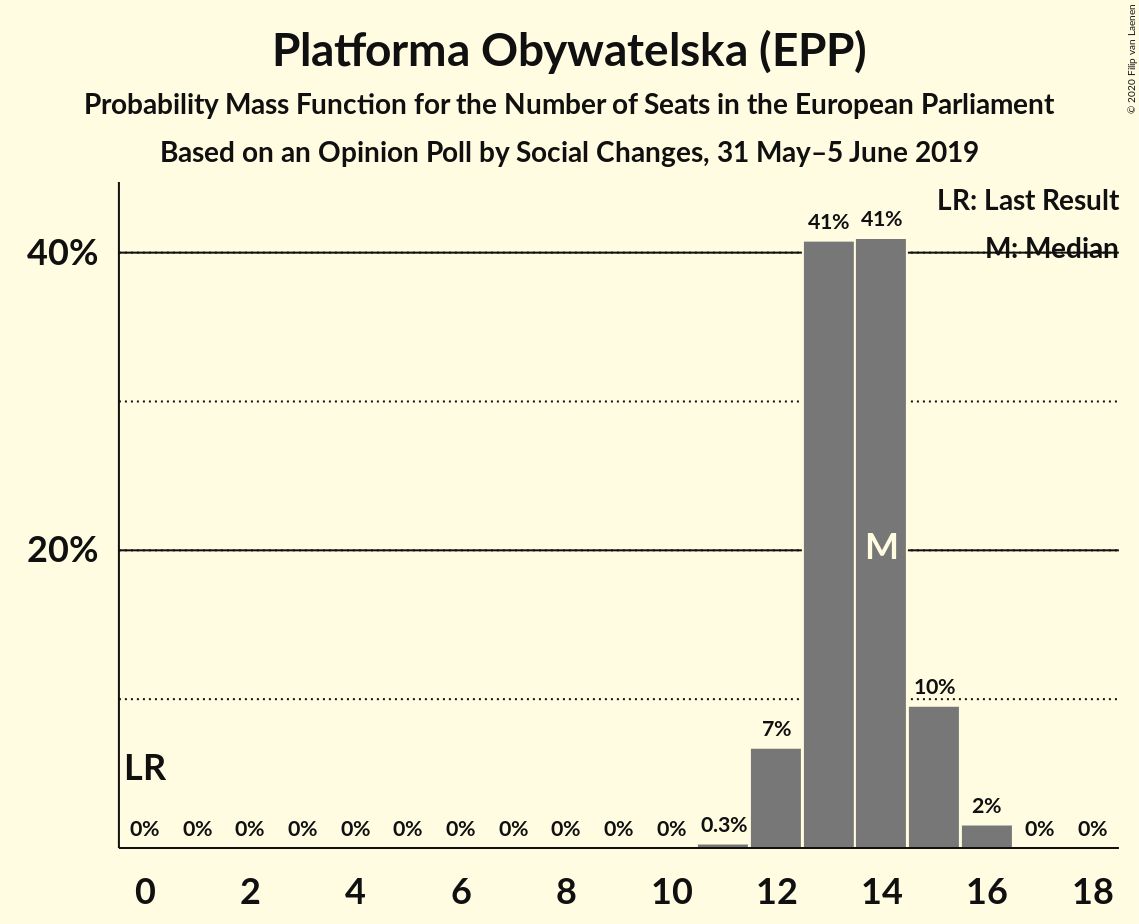 Platforma Obywatelska (EPP)
Probability Mass Function for the Number of Seats in the European Parliament
Based on an Opinion Poll by Social Changes, 31 May–5 June 2019
© 2020 Filip van Laenen
LR: Last Result
M: Median
40%
20%
41% 41%
M
10%
7%
LR
0% 0% 0% 0% 0% 0% 0% 0% 0% 0% 0% 0.3% 2% 0% 0%
0 2 4 6 8 10 12 14 16 18